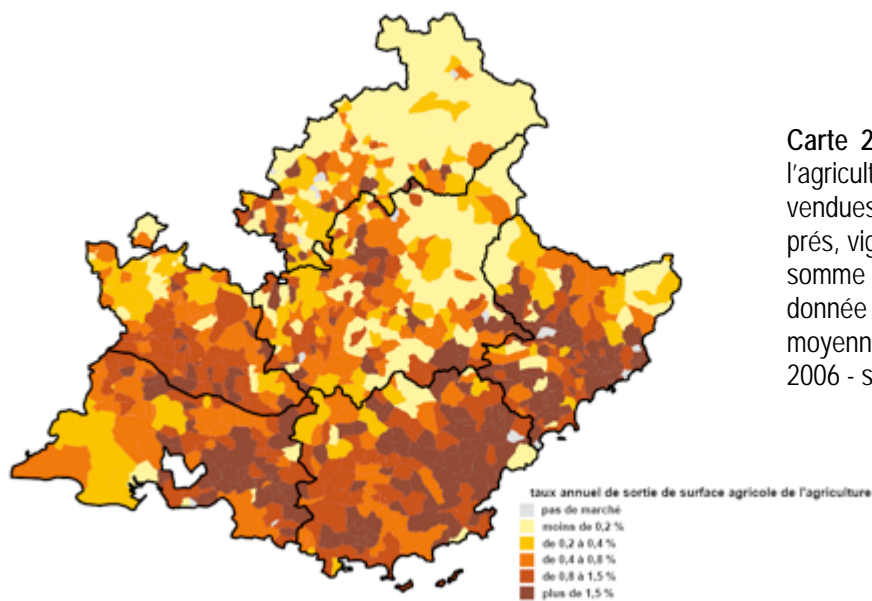 Carte 2
l'agricult
vendues
prés, vig
somme
donnée
moyenn
2006 - s
taux annuel de sortie de surface agricole de l'agriculture
pas de marché
moins de 0,2 %
de 0,2 à 0,4 %
de 0,4 à 0,8 %
de 0,8 à 1,5 %
plus de 1,5 %